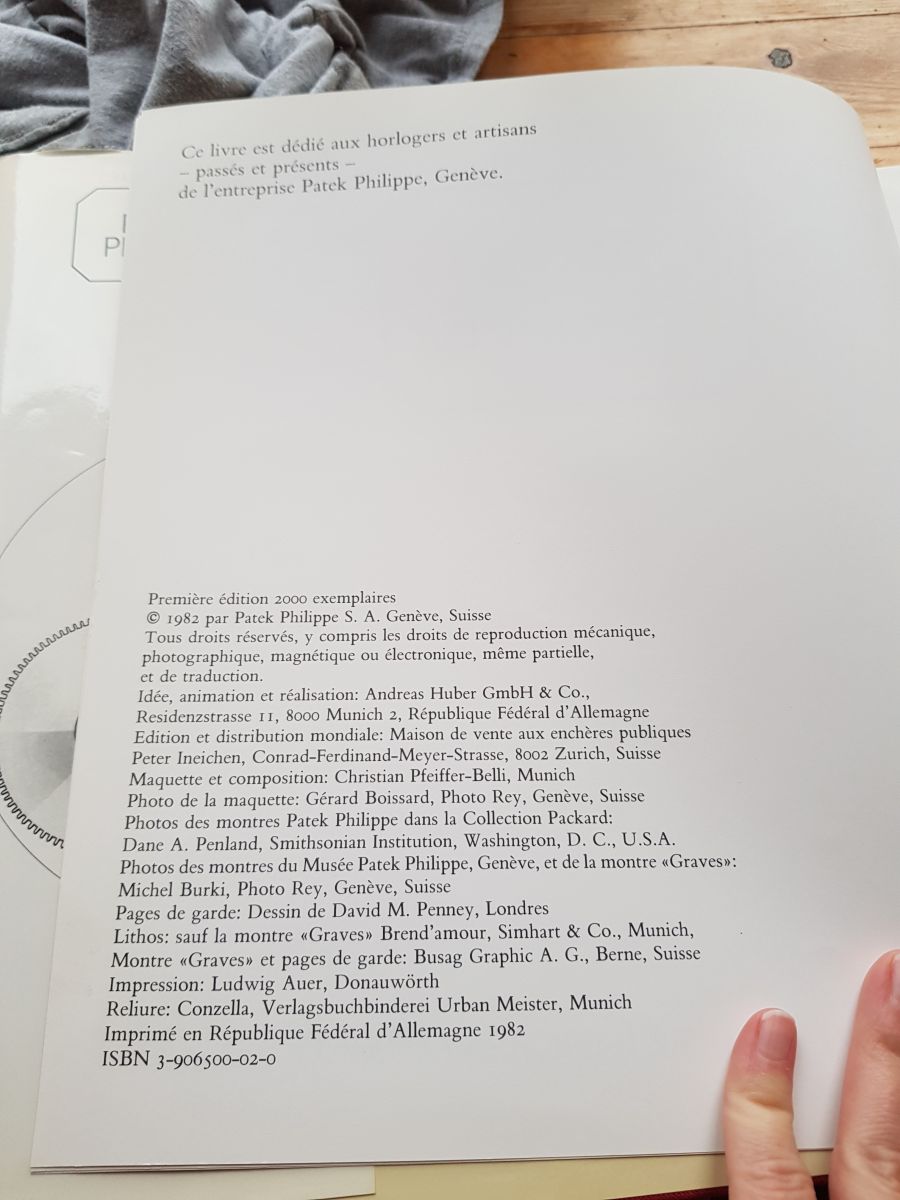 Ce livre est dédié aux horlogers et artisans
– passés et présents –
de l'entreprise Patek Philippe, Genève.
Première édition 2000 exemplaires
© 1982 par Patek Philippe S. A. Genève, Suisse
Tous droits réservés, y compris les droits de reproduction mécanique,
photographique, magnétique ou électronique, même partielle,
et de traduction.
Idée, animation et réalisation: Andreas Huber GmbH & Co.,
Residenzstrasse 11, 8000 Munich 2, République Fédéral d'Allemagne
Edition et distribution mondiale: Maison de vente aux enchères publiques
Peter Ineichen, Conrad-Ferdinand-Meyer-Strasse, 8002 Zurich, Suisse
Maquette et composition: Christian Pfeiffer-Belli, Munich
Photo de la maquette: Gérard Boissard, Photo Rey, Genève, Suisse
Photos des montres Patek Philippe dans la Collection Packard:
Dane A. Penland, Smithsonian Institution, Washington, D. C., U.S.A.
Photos des montres du Musée Patek Philippe, Genève, et de la montre «Graves»:
Michel Burki, Photo Rey, Genève, Suisse
Pages de garde: Dessin de David M. Penney, Londres
Lithos: sauf la montre «Graves» Brend'amour, Simhart & Co., Munich,
Montre «Graves» et pages de garde: Busag Graphic A. G., Berne, Suisse
Impression: Ludwig Auer, Donauwörth
Reliure: Conzella, Verlagsbuchbinderei Urban Meister, Munich
Imprimé en République Fédéral d'Allemagne 1982
ISBN 3-906500-02-0